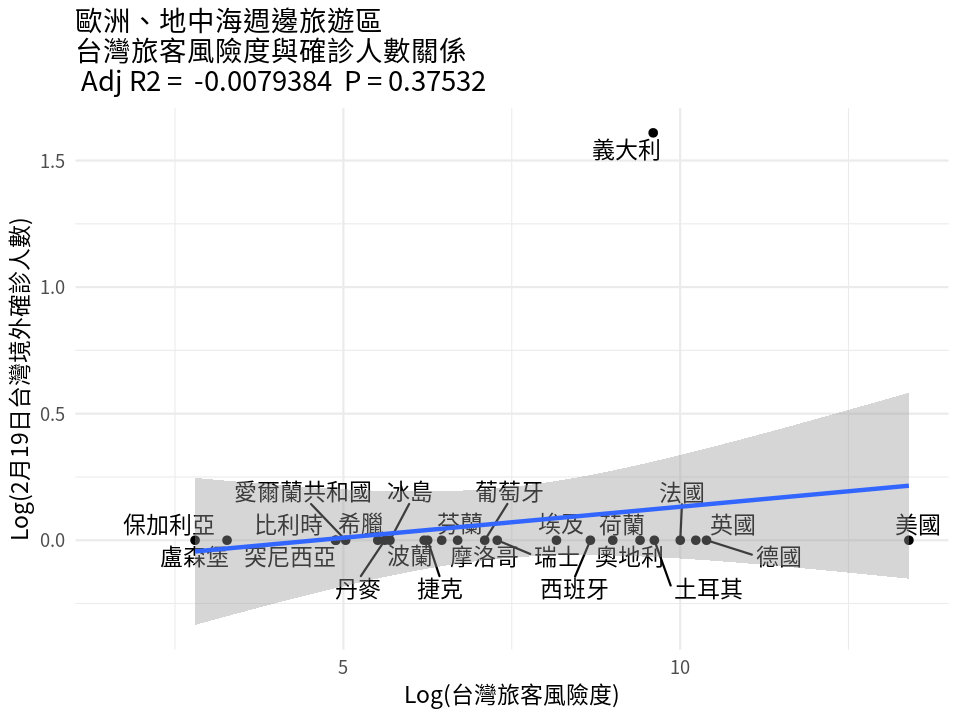 歐洲、地中海週邊旅遊區
台灣旅客風險度與確診人數關係
Adj R2 = -0.0079384 P = 0.37532
Log(2月19日台灣境外確診人數)
1.5
1.0
0.5
0.0
義大利
愛爾蘭共和國 冰島 葡萄牙 法國
保加利亞 比利時 希臘 芬蘭 埃及 荷蘭 英國 美國
盧森堡 突尼西亞 波蘭 摩洛哥 瑞士 奧地利 德國
丹麥 捷克 西班牙 土耳其
5 10
Log(台灣旅客風險度)